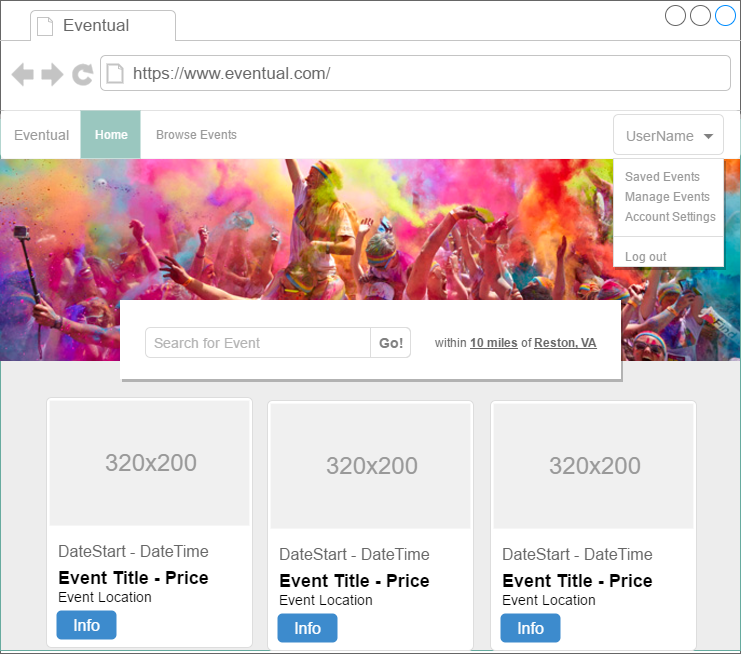 Eventual
https://www.eventual.com/
Eventual Home Browse Events UserName
Saved Events
Manage Events
Account Settings
Log out
Search for Event Go! within 10 miles of Reston, VA
320x200 320x200 320x200
DateStart - DateTime DateStart - DateTime DateStart - DateTime
Event Title - Price Event Title - Price Event Title - Price
Event Location Event Location Event Location
Info Info Info